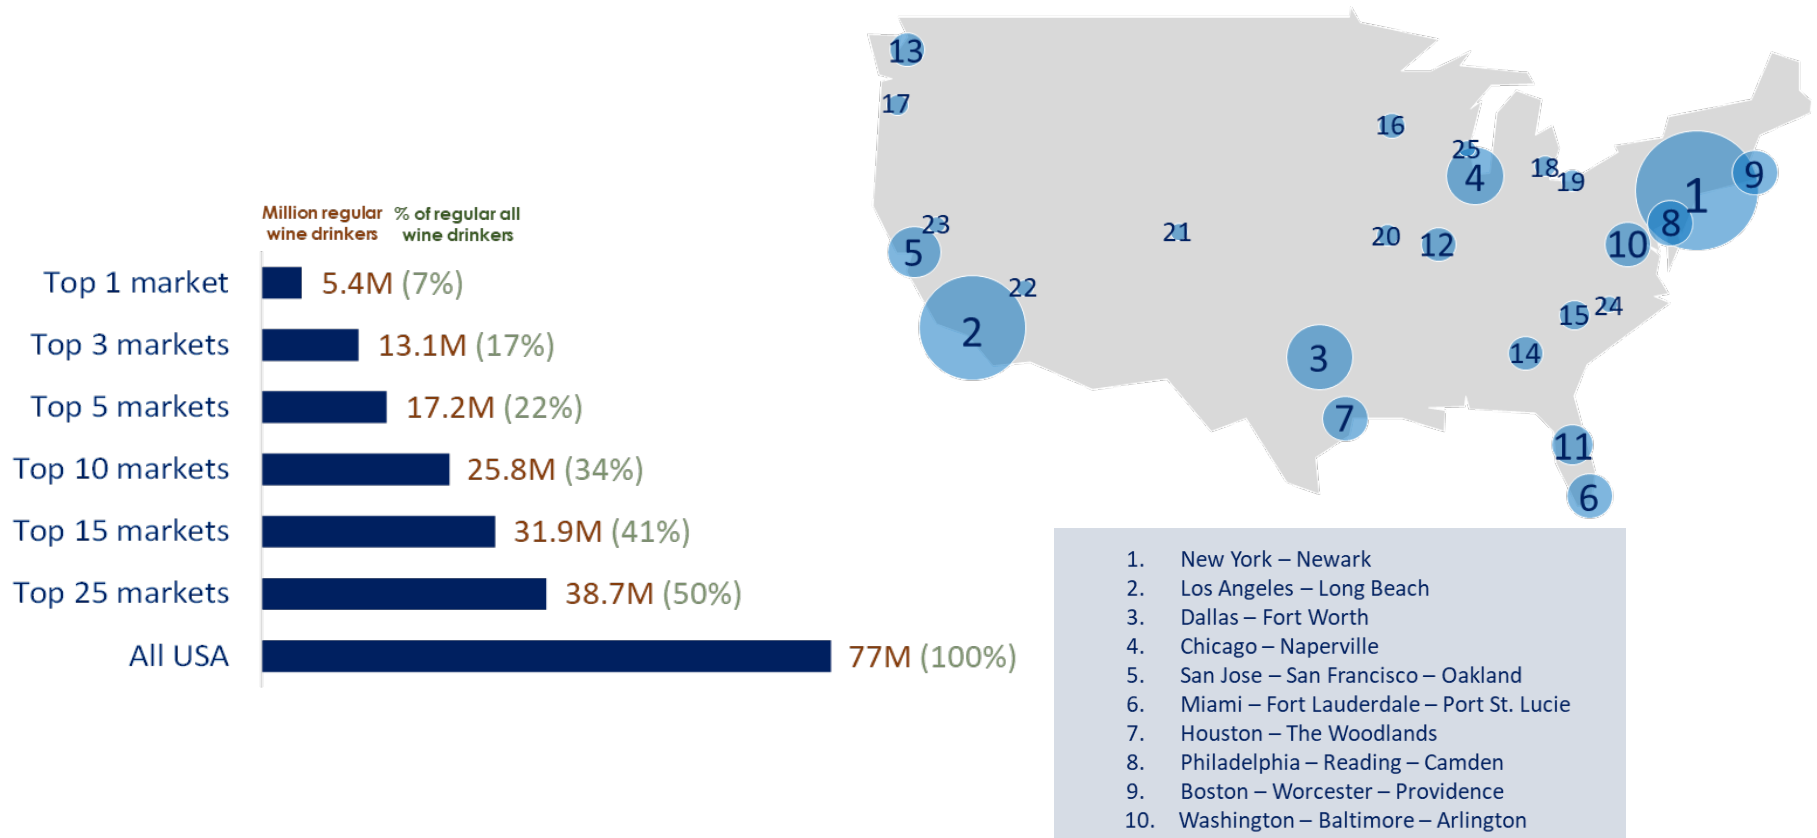 Million regular wine drinkers
% of regular all wine drinkers
Top 1 market 5.4M (7%)
Top 3 markets 13.1M (17%)
Top 5 markets 17.2M (22%)
Top 10 markets 25.8M (34%)
Top 15 markets 31.9M (41%)
Top 25 markets 38.7M (50%)
All USA 77M (100%)
13
17
16
25
4
18
19
1
9
8
10
23
5
21
20
12
22
2
15
24
14
3
7
11
6
1. New York – Newark
2. Los Angeles – Long Beach
3. Dallas – Fort Worth
4. Chicago – Naperville
5. San Jose – San Francisco – Oakland
6. Miami – Fort Lauderdale – Port St. Lucie
7. Houston – The Woodlands
8. Philadelphia – Reading – Camden
9. Boston – Worcester – Providence
10. Washington – Baltimore – Arlington